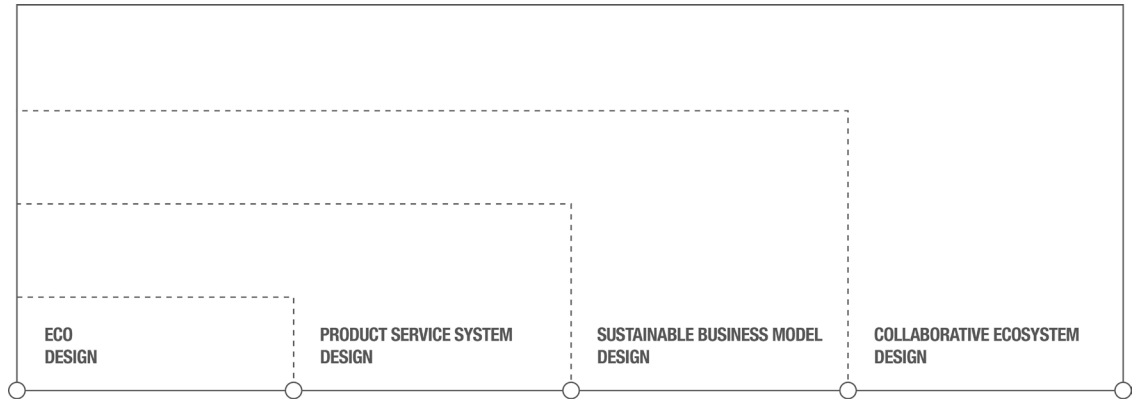 ECO
DESIGN
PRODUCT SERVICE SYSTEM
DESIGN
SUSTAINABLE BUSINESS MODEL
DESIGN
COLLABORATIVE ECOSYSTEM
DESIGN